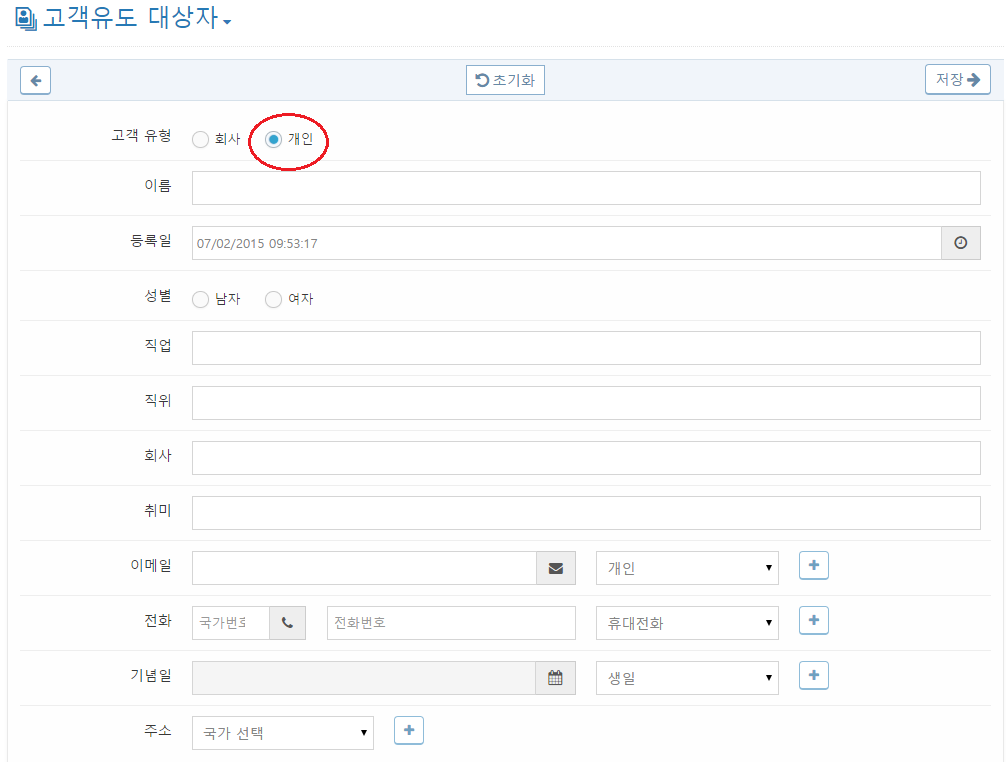 고객유도 대상자
초기화
저장
고객 유형 회사 개인
이름
등록일 07/02/2015 09:53:17
성별 남자 여자
직업
직위
회사
취미
이메일 개인
전화 국가번호 전화번호 휴대전화
기념일 생일
주소 국가 선택